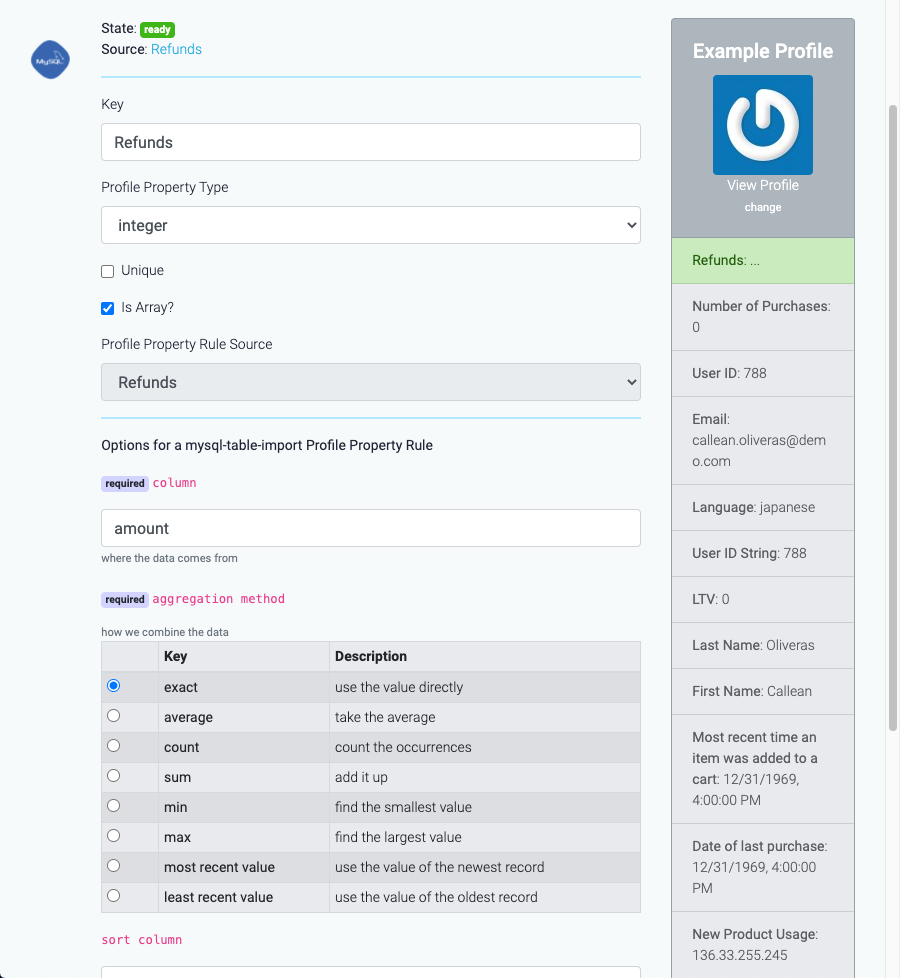 State: ready
MySQL
Source: Refunds
Key
Refunds
Profile Property Type
integer
Unique
Is Array?
Profile Property Rule Source
Refunds
Options for a mysql-table-import Profile Property Rule
required column
amount
where the data comes from
required aggregation method
how we combine the data
Key Description
exact use the value directly
average take the average
count count the occurrences
sum add it up
min find the smallest value
max find the largest value
most recent value use the value of the newest record
least recent value use the value of the oldest record
sort column
Example Profile
View Profile
change
Refunds: ...
Number of Purchases:
0
User ID: 788
Email:
callean.oliveras@dem
o.com
Language: japanese
User ID String: 788
LTV: 0
Last Name: Oliveras
First Name: Callean
Most recent time an
item was added to a
cart: 12/31/1969,
4:00:00 PM
Date of last purchase:
12/31/1969, 4:00:00
PM
New Product Usage:
136.33.255.245